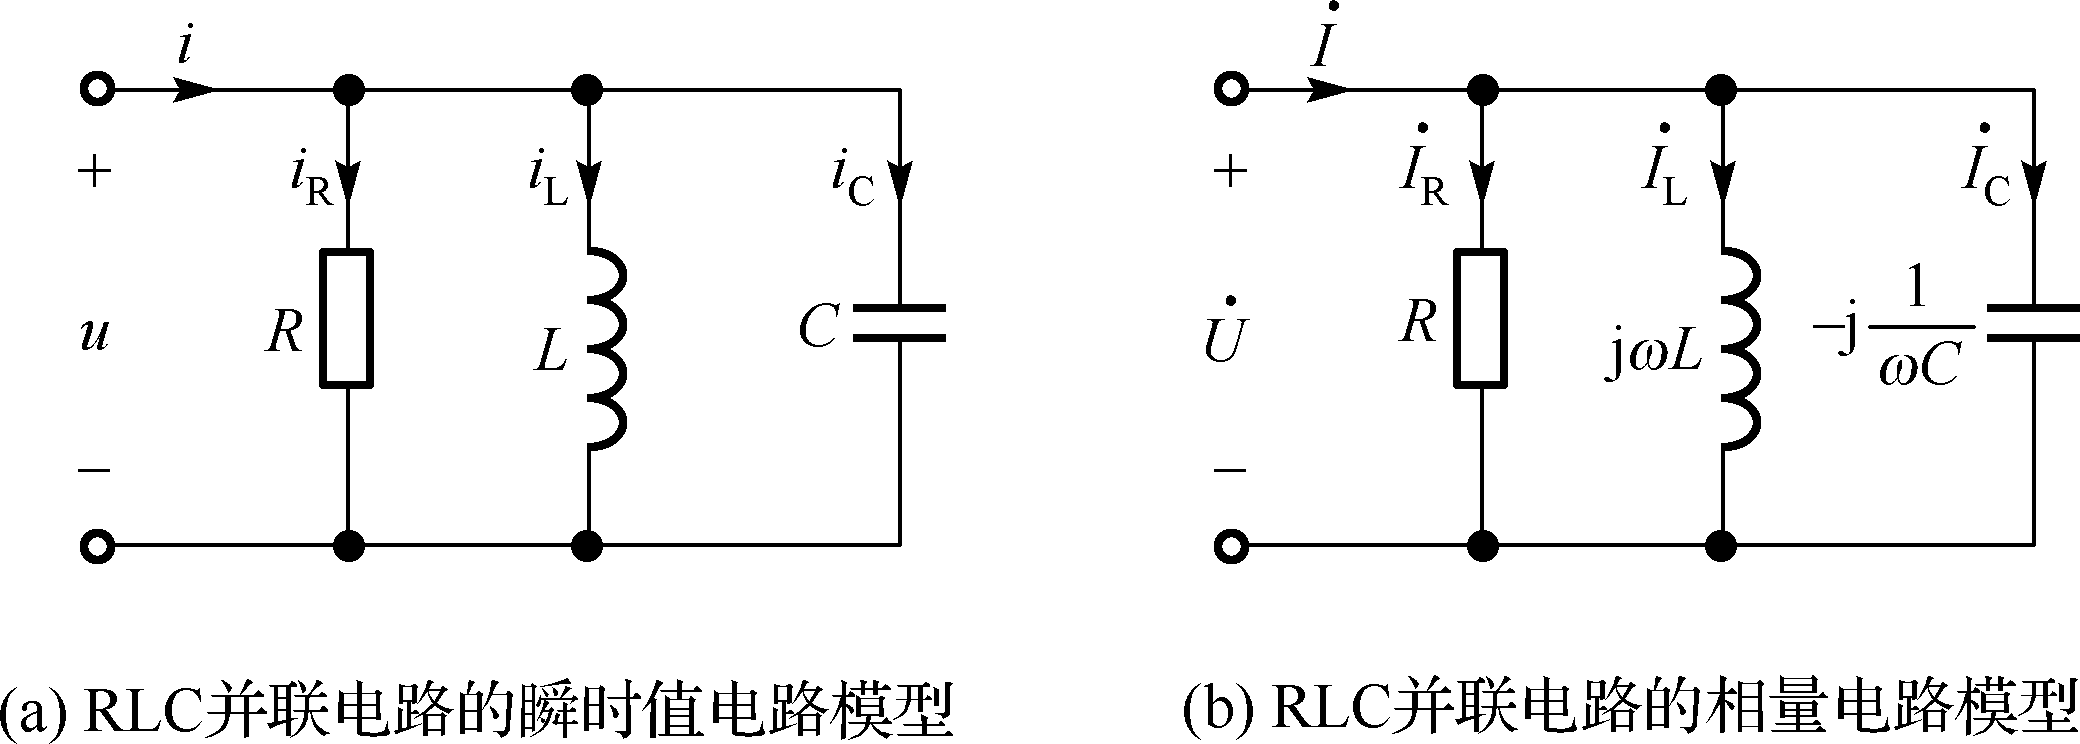 i
+
u
−
i_R
i_L
i_C
R
L
C
(a) RLC并联电路的瞬时值电路模型
İ
+
U̇
−
İ_R
İ_L
İ_C
R
jωL
−j 1/ωC
(b) RLC并联电路的相量电路模型